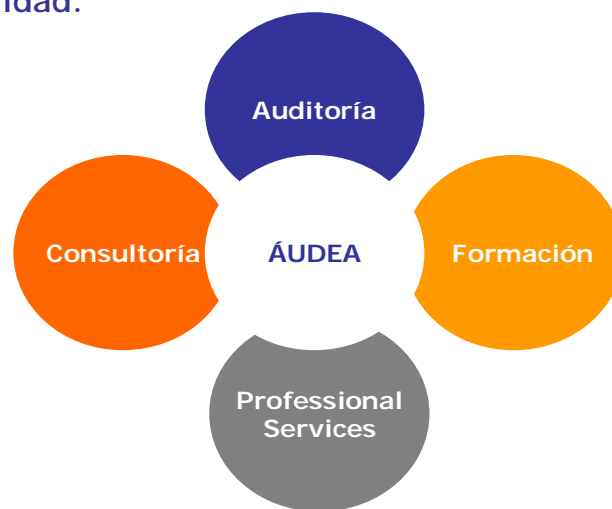 idad:
Auditoría
Consultoría
ÁUDEA
Formación
Professional
Services